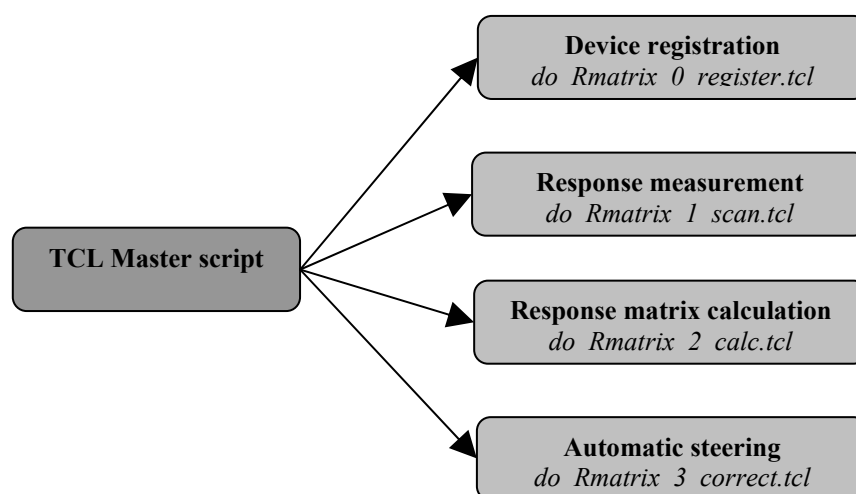 Device registration
do Rmatrix 0 register.tcl
Response measurement
do Rmatrix 1 scan.tcl
TCL Master script
Response matrix calculation
do Rmatrix 2 calc.tcl
Automatic steering
do Rmatrix 3 correct.tcl